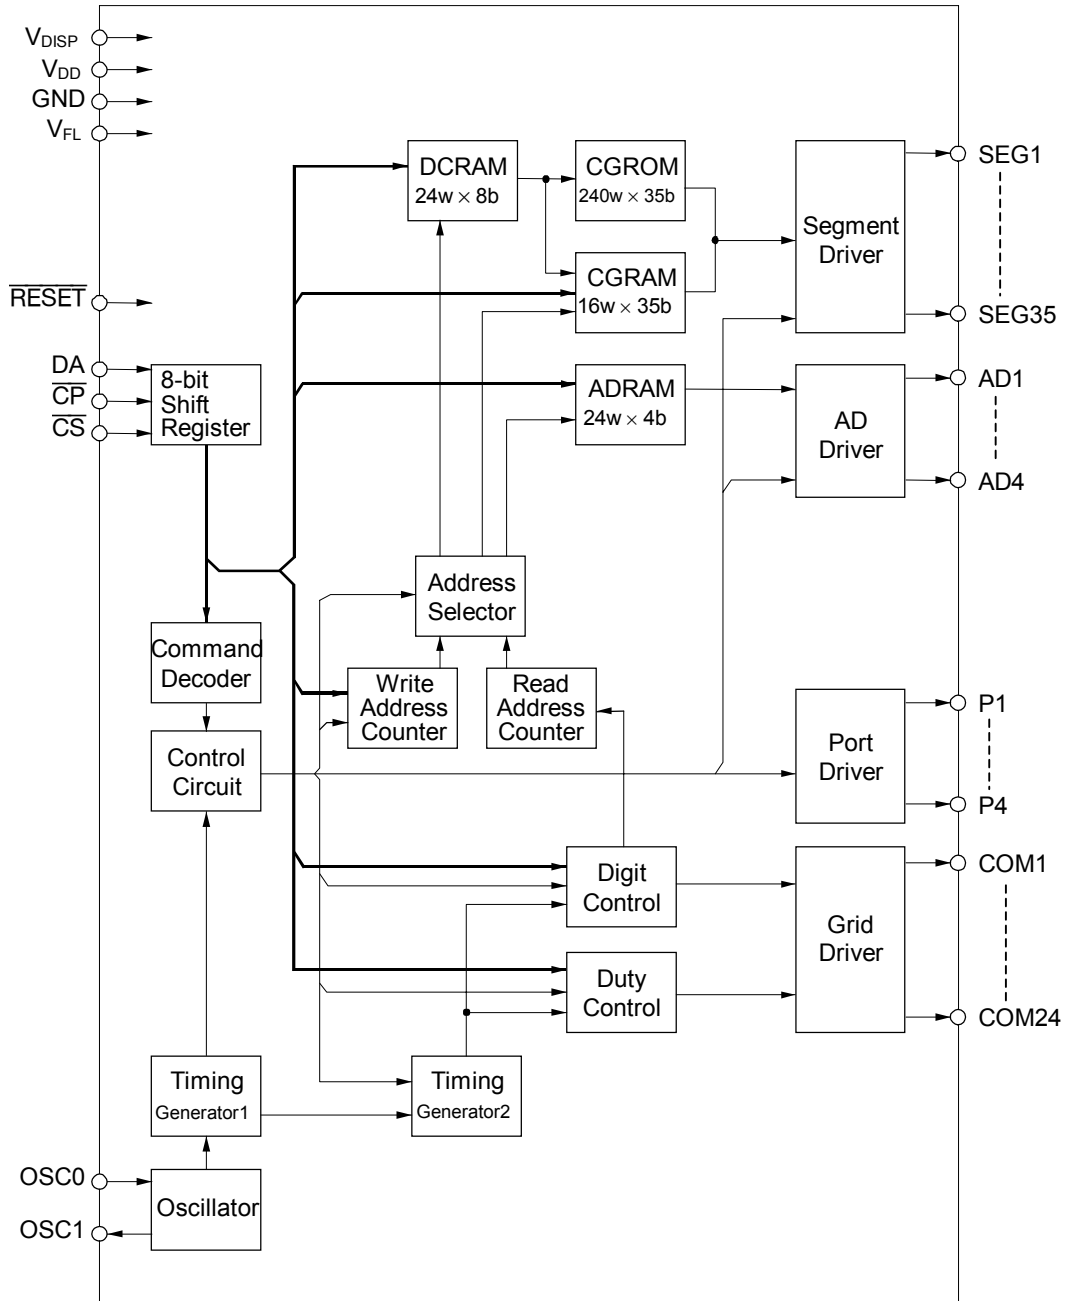 VDISP
VDD
GND
VFL
RESET
DA
CP
CS
8-bit
Shift
Register
DCRAM
24w × 8b
CGROM
240w × 35b
CGRAM
16w × 35b
ADRAM
24w × 4b
Segment
Driver
SEG1
SEG35
AD
Driver
AD1
AD4
Address
Selector
Command
Decoder
Write
Address
Counter
Read
Address
Counter
Control
Circuit
Port
Driver
P1
P4
Digit
Control
Duty
Control
Grid
Driver
COM1
COM24
Timing
Generator1
Timing
Generator2
OSC0
OSC1
Oscillator